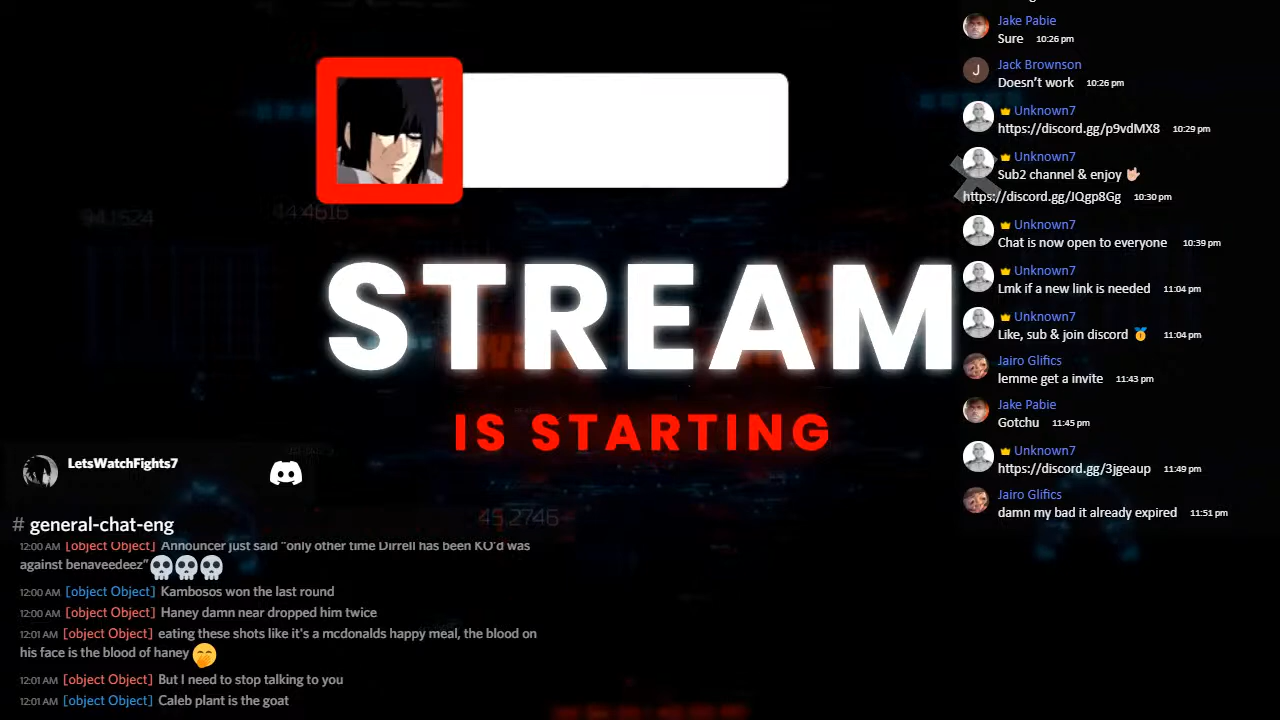 Jake Pabie
Sure 10:26 pm
Jack Brownson
J
Doesn't work 10:26 pm
Unknown7
https://discord.gg/p9vdMX8 10:29 pm
Unknown7
Sub2 channel & enjoy 🤟🏻
https://discord.gg/JQgp8Gg 10:30 pm
Unknown7
Chat is now open to everyone 10:39 pm
Unknown7
Lmk if a new link is needed 11:04 pm
Unknown7
Like, sub & join discord 🥇 11:04 pm
Jairo Glifics
lemme get a invite 11:43 pm
Jake Pabie
Gotchu 11:45 pm
Unknown7
https://discord.gg/3jgeaup 11:49 pm
Jairo Glifics
damn my bad it already expired 11:51 pm
44.4616
STREAM
IS STARTING
45.2746
LetsWatchFights7
# general-chat-eng
12:00 AM [object Object] Announcer just said "only other time Dirrell has been KO'd was
against benaveedeez"💀💀💀
12:00 AM [object Object] Kambosos won the last round
12:00 AM [object Object] Haney damn near dropped him twice
12:01 AM [object Object] eating these shots like it's a mcdonalds happy meal, the blood on
his face is the blood of haney 🤭
12:01 AM [object Object] But I need to stop talking to you
12:01 AM [object Object] Caleb plant is the goat